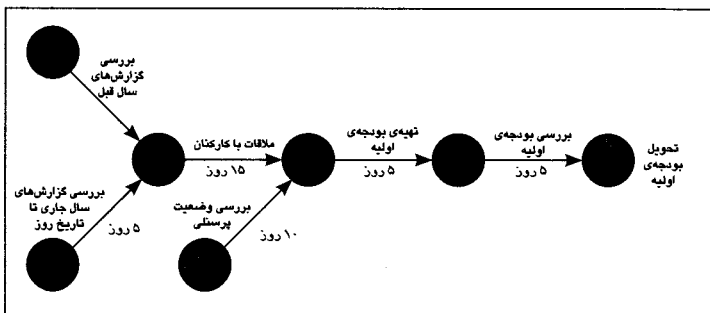 بررسی
گزارش‌های
سال قبل
ملاقات با کارکنان
۱۵ روز
تهیه‌ی بودجه‌ی
اولیه
۵ روز
بررسی بودجه‌ی
اولیه
۵ روز
تحویل
بودجه‌ی
اولیه
بررسی گزارش‌های
سال جاری تا
تاریخ روز
۵ روز
بررسی وضعیت
پرسنلی
۱۰ روز